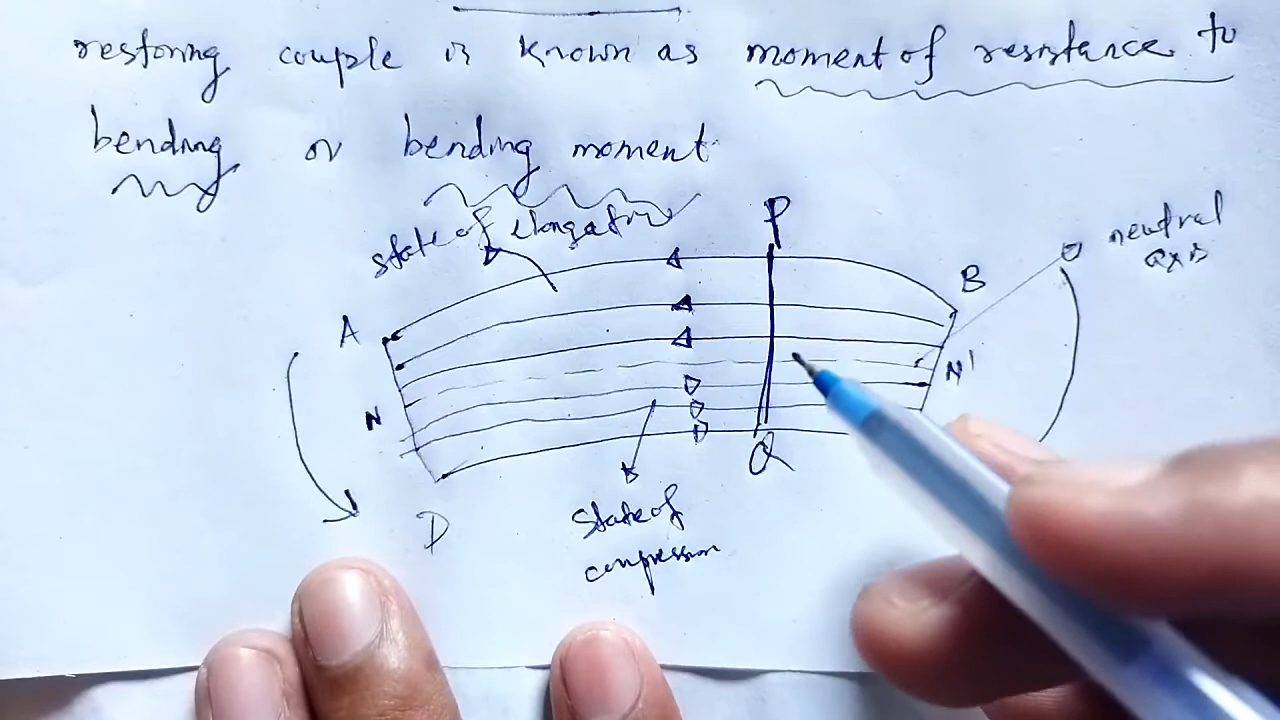 restoring couple is known as moment of resistance to
bending or bending moment
state of elongation
P
neutral
axis
B
A
N'
N
Q
D
state of
compression